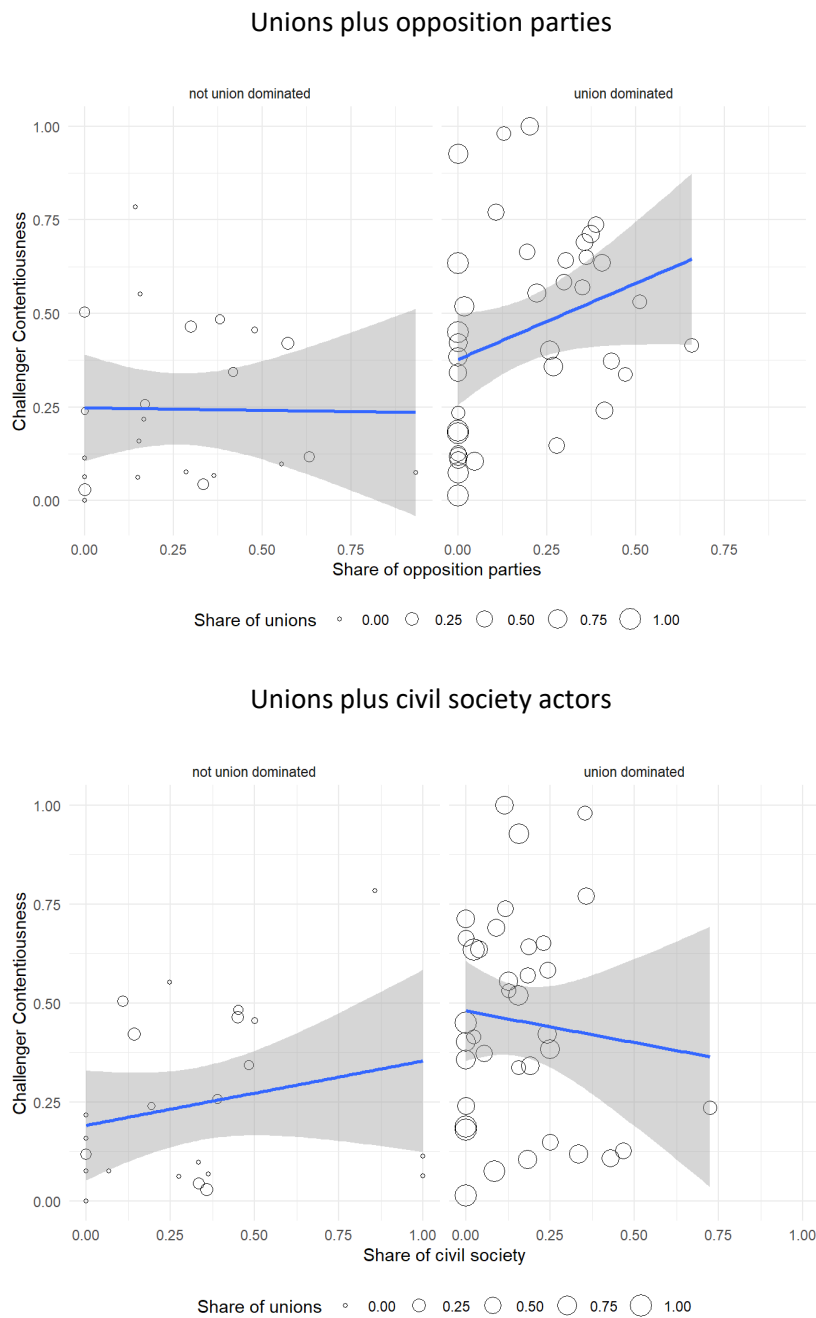 Unions plus opposition parties
not union dominated
union dominated
Challenger Contentiousness
1.00
0.75
0.50
0.25
0.00
0.00 0.25 0.50 0.75
0.00 0.25 0.50 0.75
Share of opposition parties
Share of unions 0.00 0.25 0.50 0.75 1.00
Unions plus civil society actors
not union dominated
union dominated
Challenger Contentiousness
1.00
0.75
0.50
0.25
0.00
0.00 0.25 0.50 0.75 1.00
0.00 0.25 0.50 0.75 1.00
Share of civil society
Share of unions 0.00 0.25 0.50 0.75 1.00